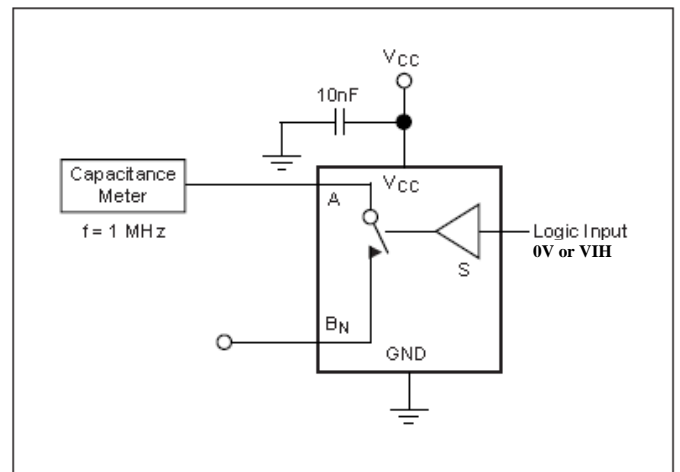 VCC
10nF
Capacitance
Meter
f = 1 MHz
VCC
A
Logic Input
0V or VIH
S
BN
GND